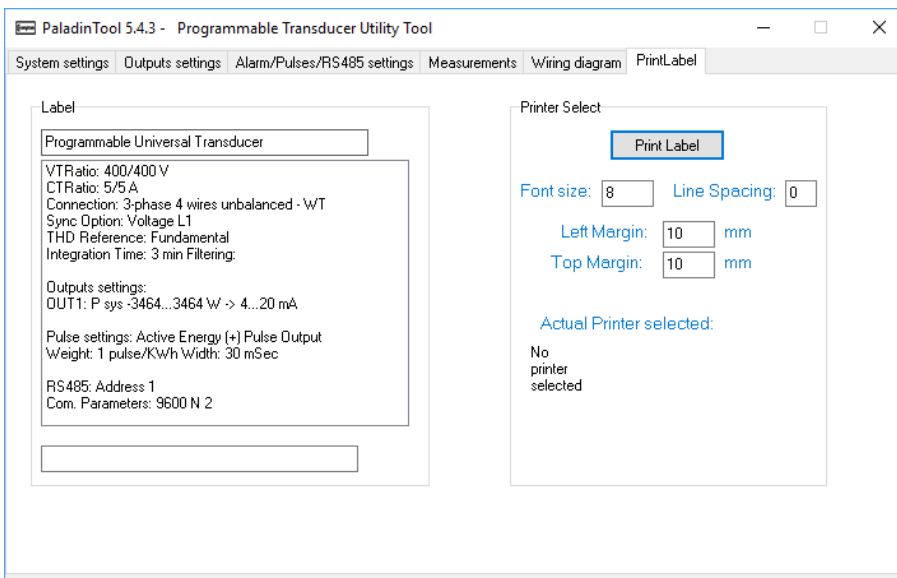 PaladinTool 5.4.3 -   Programmable Transducer Utility Tool
System settings Outputs settings Alarm/Pulses/RS485 settings Measurements Wiring diagram PrintLabel
Label
Programmable Universal Transducer
VTRatio: 400/400 V
CTRatio: 5/5 A
Connection: 3-phase 4 wires unbalanced - WT
Sync Option: Voltage L1
THD Reference: Fundamental
Integration Time: 3 min Filtering:
Outputs settings:
OUT1: P sys -3464...3464 W -> 4...20 mA
Pulse settings: Active Energy (+) Pulse Output
Weight: 1 pulse/KWh Width: 30 mSec
RS485: Address 1
Com. Parameters: 9600 N 2
Printer Select
Print Label
Font size: 8 Line Spacing: 0
Left Margin: 10 mm
Top Margin: 10 mm
Actual Printer selected:
No
printer
selected